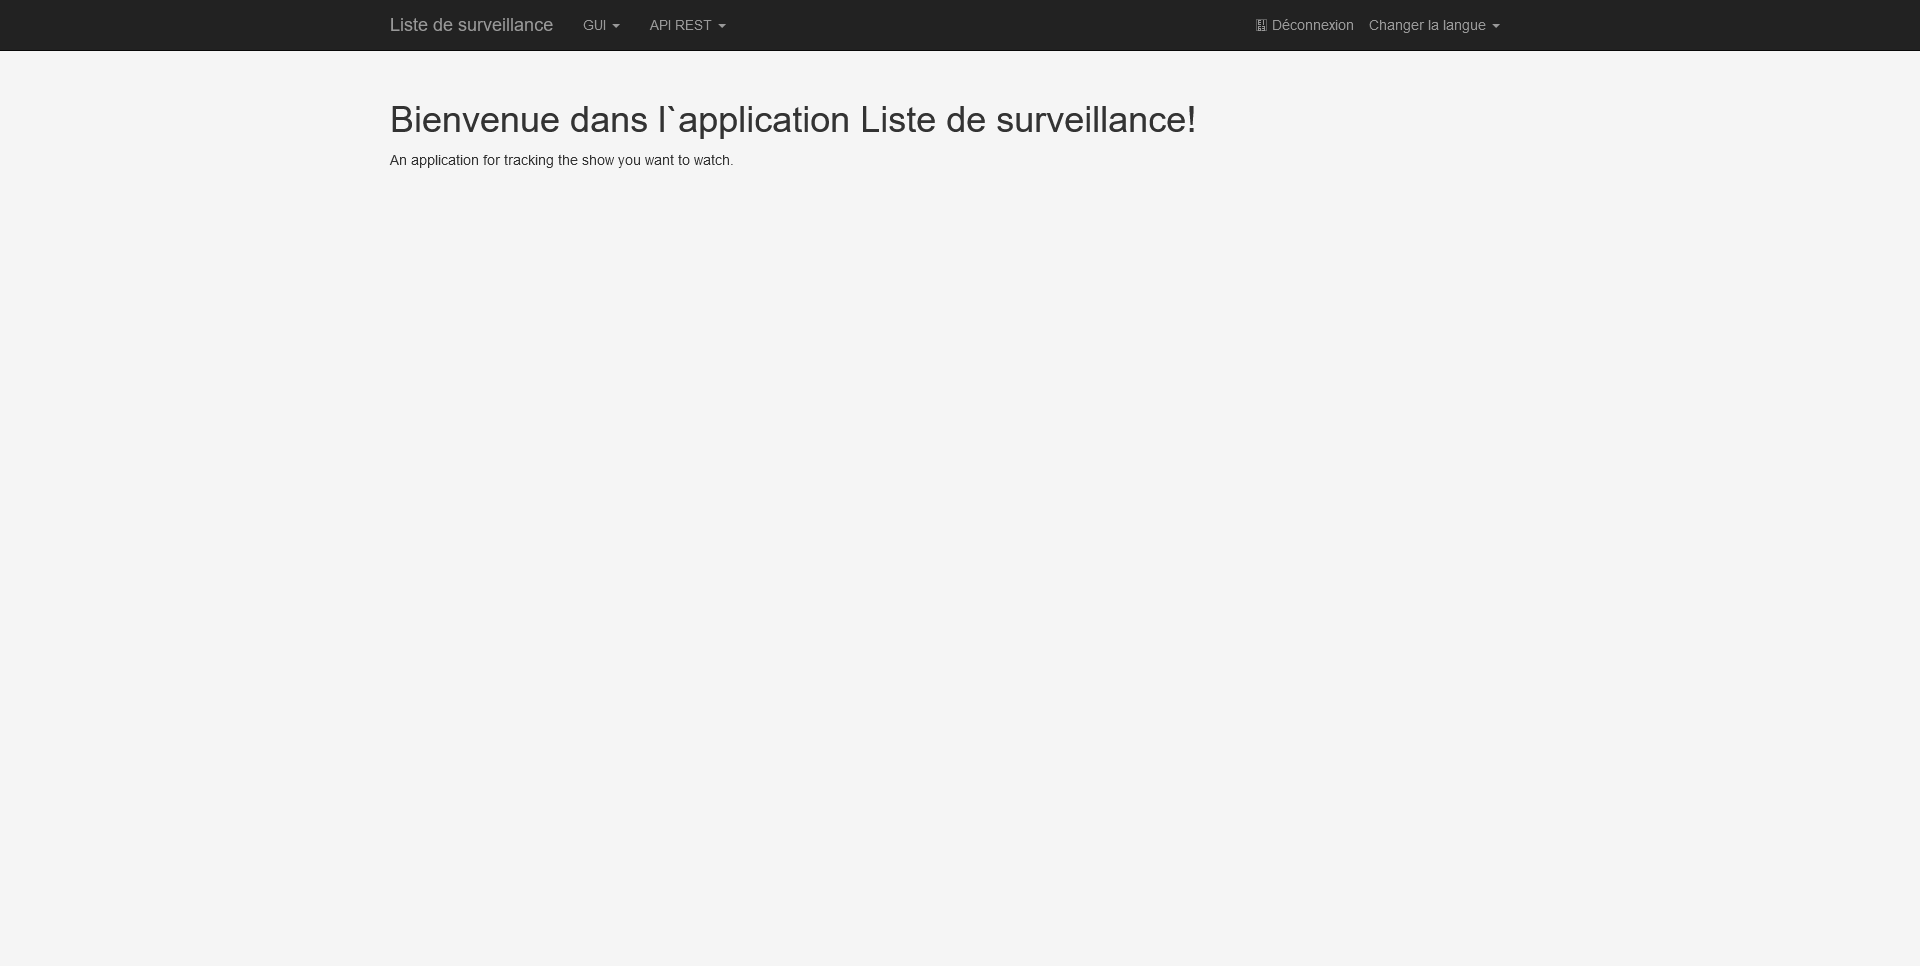 Liste de surveillance GUI API REST Déconnexion Changer la langue
Bienvenue dans l`application Liste de surveillance!
An application for tracking the show you want to watch.